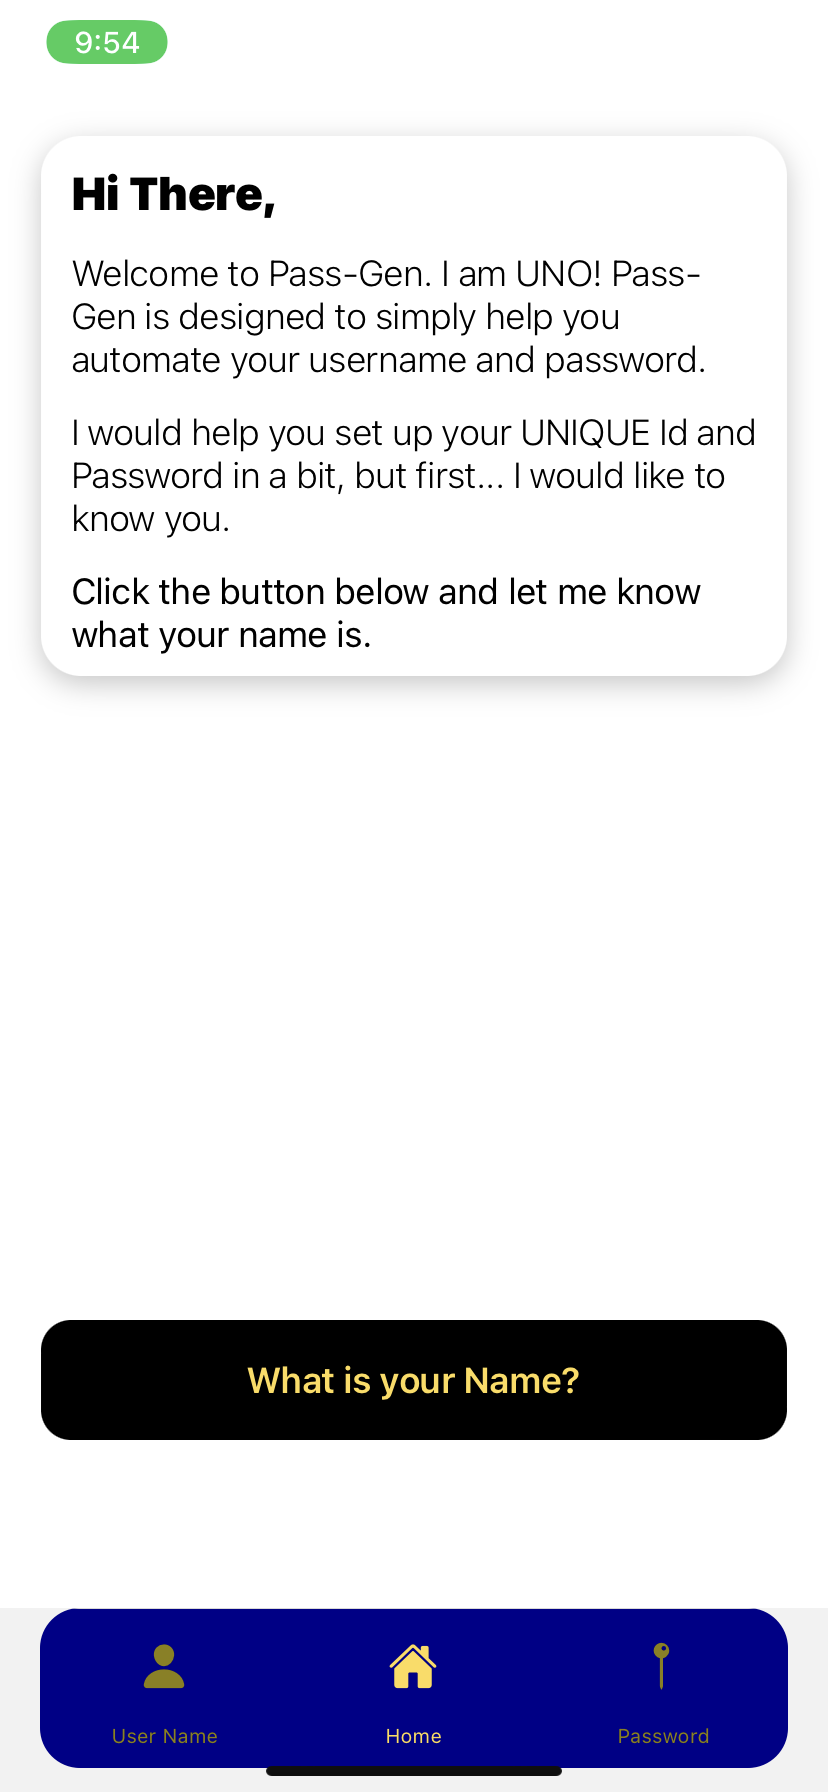 9:54
Hi There,
Welcome to Pass-Gen. I am UNO! Pass-
Gen is designed to simply help you
automate your username and password.
I would help you set up your UNIQUE Id and
Password in a bit, but first... I would like to
know you.
Click the button below and let me know
what your name is.
What is your Name?
User Name
Home
Password